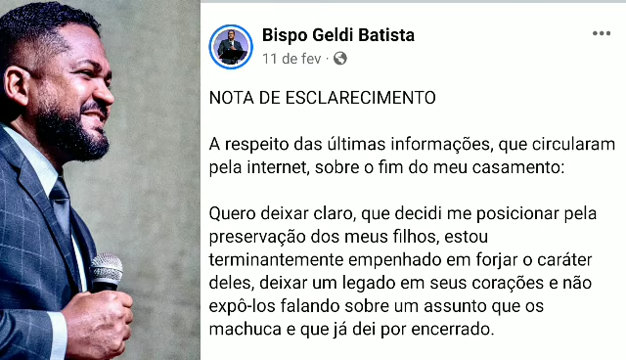 Bispo Geldi Batista
11 de fev ·
NOTA DE ESCLARECIMENTO
A respeito das últimas informações, que circularam
pela internet, sobre o fim do meu casamento:
Quero deixar claro, que decidi me posicionar pela
preservação dos meus filhos, estou
terminantemente empenhado em forjar o caráter
deles, deixar um legado em seus corações e não
expô-los falando sobre um assunto que os
machuca e que já dei por encerrado.